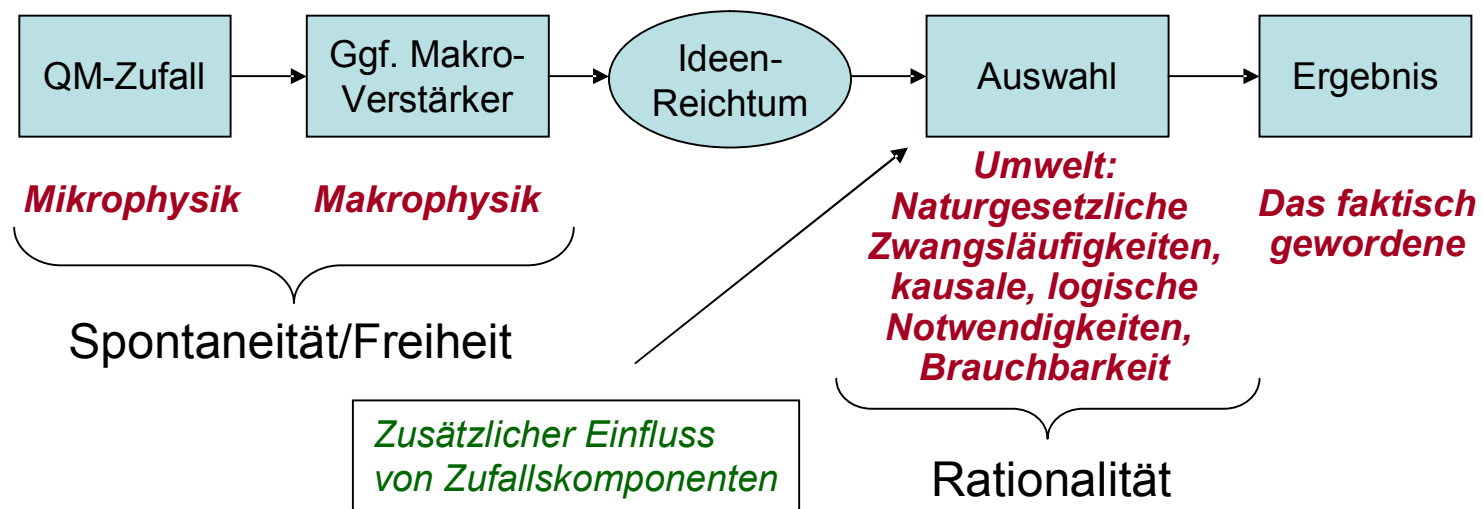 QM-Zufall
Ggf. Makro-
Verstärker
Ideen-
Reichtum
Auswahl
Ergebnis
Mikrophysik
Makrophysik
Umwelt:
Naturgesetzliche
Zwangsläufigkeiten,
kausale, logische
Notwendigkeiten,
Brauchbarkeit
Das faktisch
gewordene
Spontaneität/Freiheit
Zusätzlicher Einfluss
von Zufallskomponenten
Rationalität